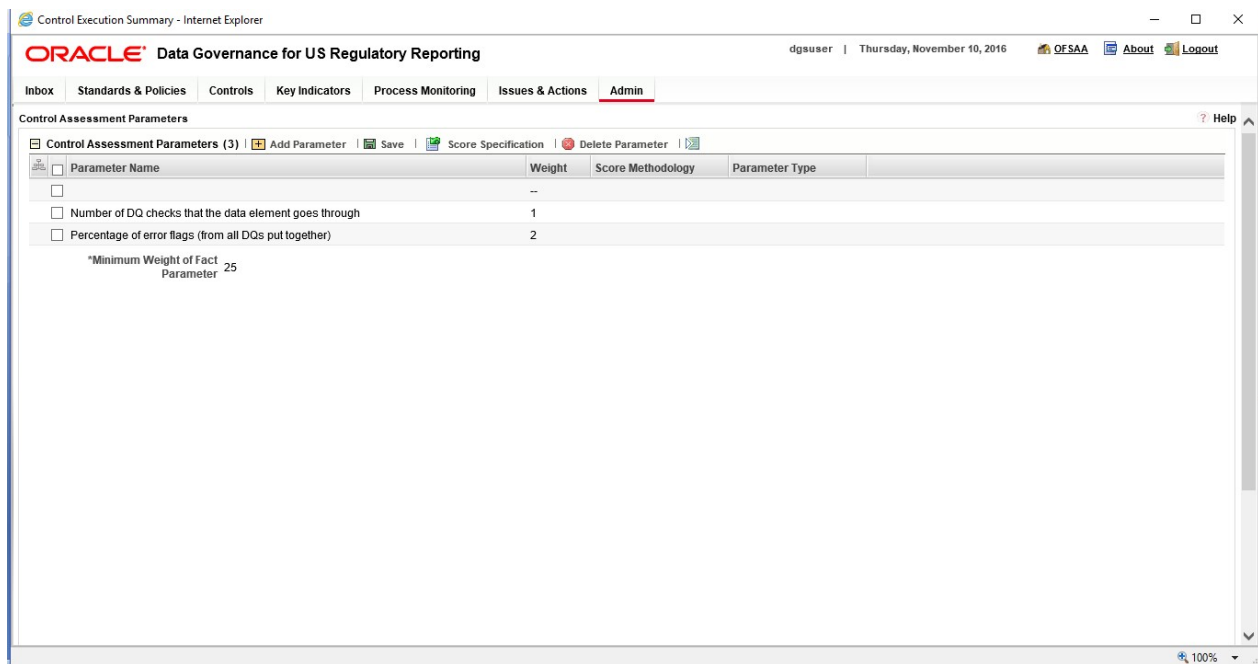 Control Execution Summary - Internet Explorer
ORACLE® Data Governance for US Regulatory Reporting
dgsuser | Thursday, November 10, 2016 OFSAA About Logout
Inbox Standards & Policies Controls Key Indicators Process Monitoring Issues & Actions Admin
Control Assessment Parameters ? Help
Control Assessment Parameters (3) | Add Parameter | Save | Score Specification | Delete Parameter |
Parameter Name Weight Score Methodology Parameter Type
--
Number of DQ checks that the data element goes through 1
Percentage of error flags (from all DQs put together) 2
*Minimum Weight of Fact
Parameter 25
100%